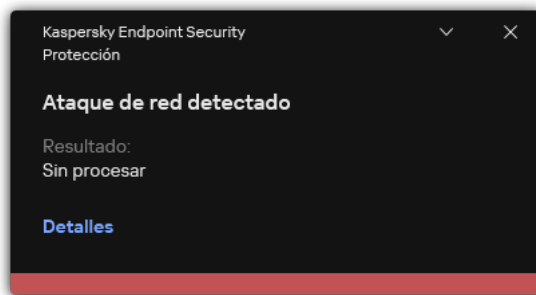 Kaspersky Endpoint Security
Protección
Ataque de red detectado
Resultado:
Sin procesar
Detalles